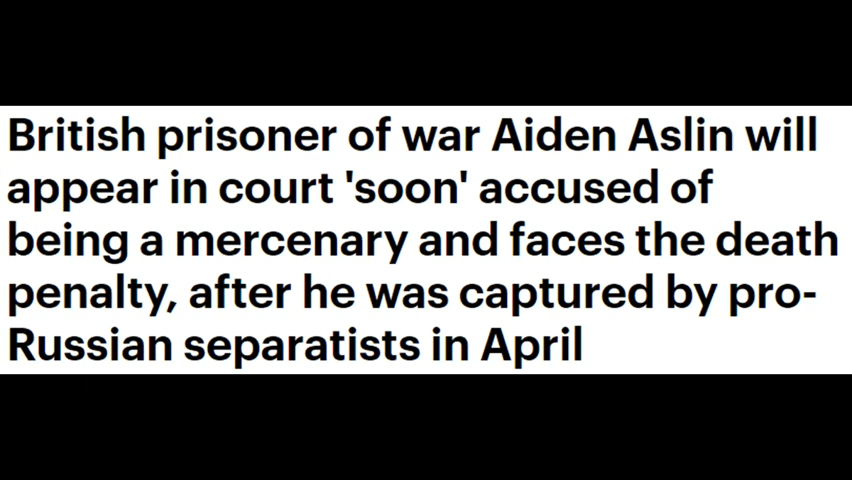 British prisoner of war Aiden Aslin will
appear in court 'soon' accused of
being a mercenary and faces the death
penalty, after he was captured by pro-
Russian separatists in April